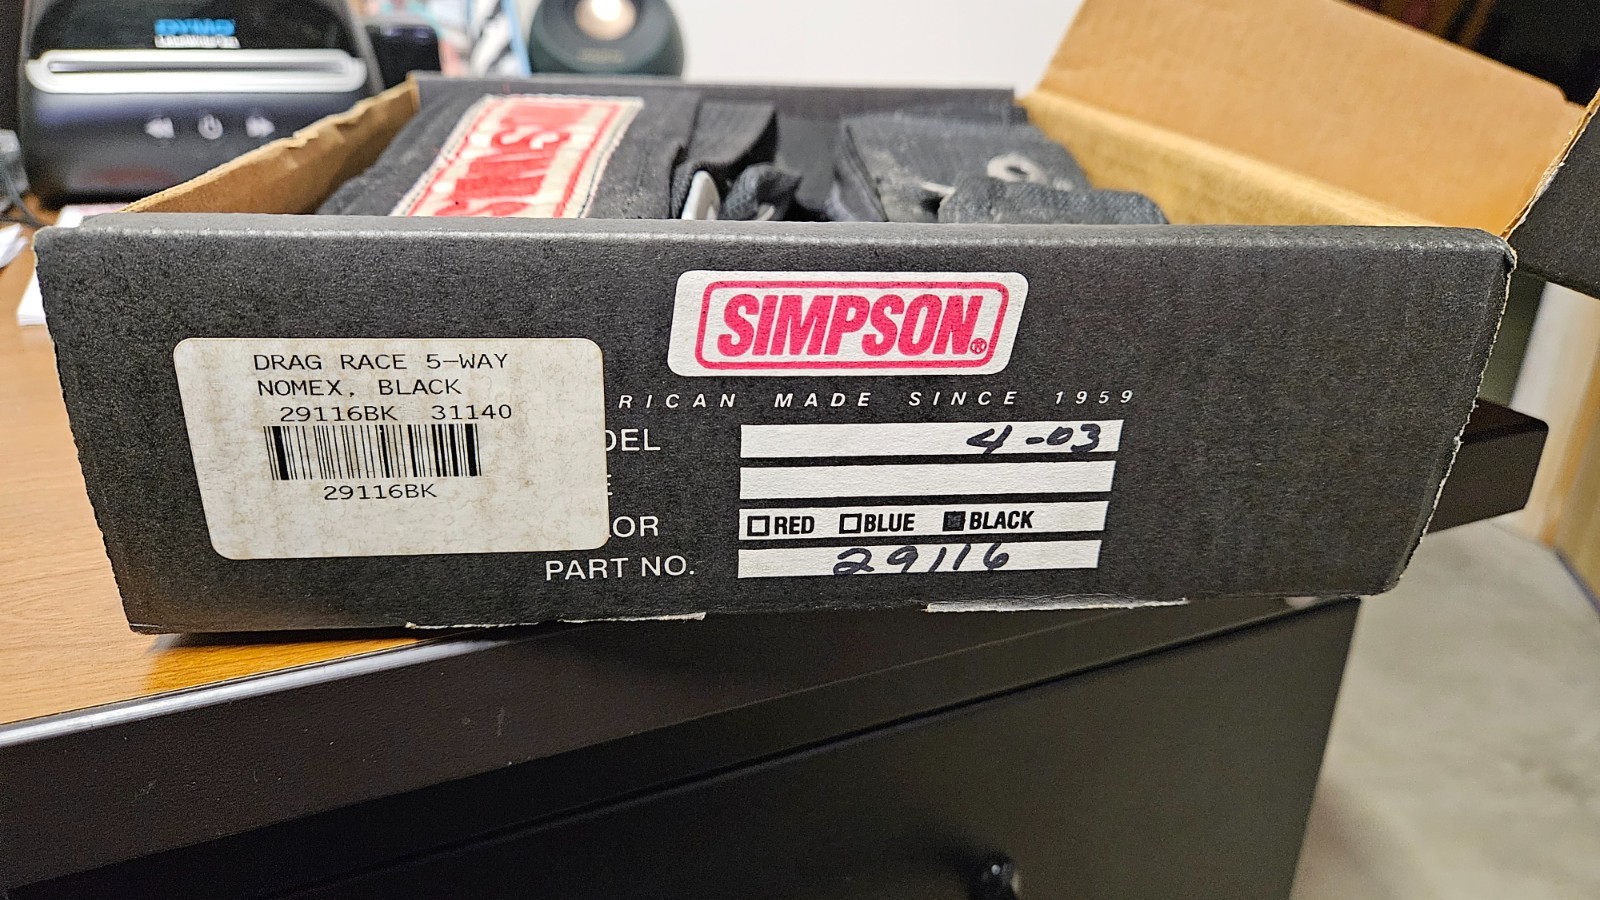 DYMO
SIMPSON®
DRAG RACE 5-WAY
NOMEX, BLACK
29116BK 31140
29116BK
RICAN MADE SINCE 1959
DEL 4-03
E
OR RED BLUE BLACK
PART NO. 29116